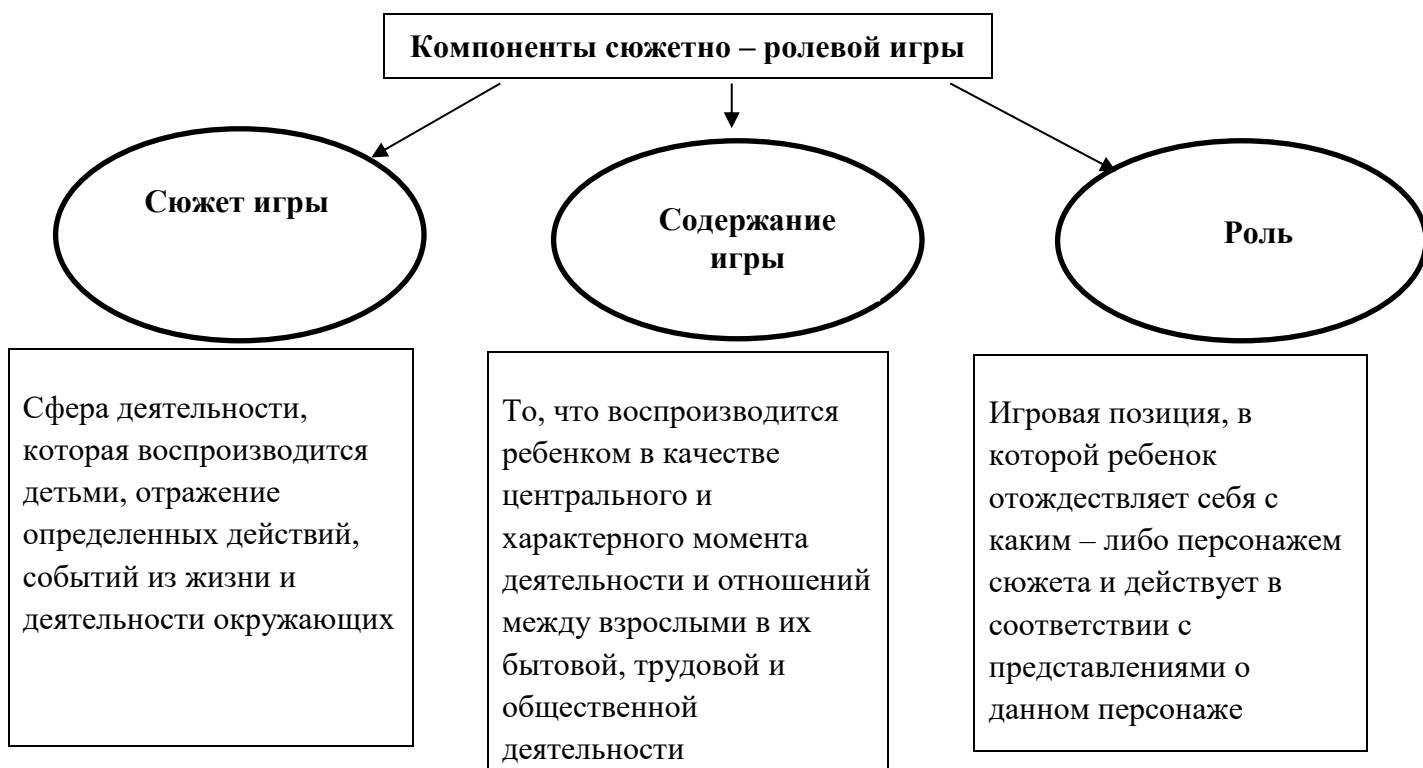 Компоненты сюжетно – ролевой игры
Сюжет игры
Содержание
игры
Роль
Сфера деятельности,
которая воспроизводится
детьми, отражение
определенных действий,
событий из жизни и
деятельности окружающих
То, что воспроизводится
ребенком в качестве
центрального и
характерного момента
деятельности и отношений
между взрослыми в их
бытовой, трудовой и
общественной
деятельности
Игровая позиция, в
которой ребенок
отождествляет себя с
каким – либо персонажем
сюжета и действует в
соответствии с
представлениями о
данном персонаже